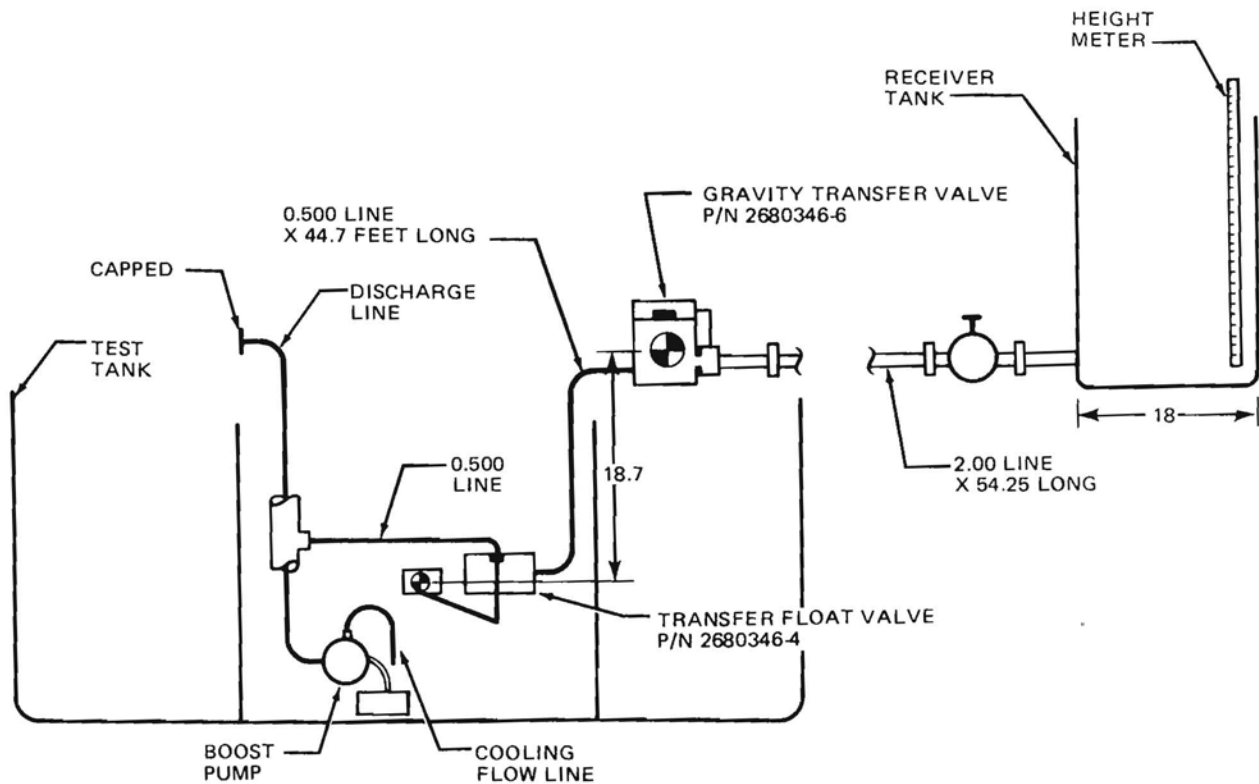 HEIGHT
METER
RECEIVER
TANK
GRAVITY TRANSFER VALVE
P/N 2680346-6
0.500 LINE
X 44.7 FEET LONG
CAPPED
DISCHARGE
LINE
TEST
TANK
18
18.7
0.500
LINE
2.00 LINE
X 54.25 LONG
TRANSFER FLOAT VALVE
P/N 2680346-4
BOOST
PUMP
COOLING
FLOW LINE